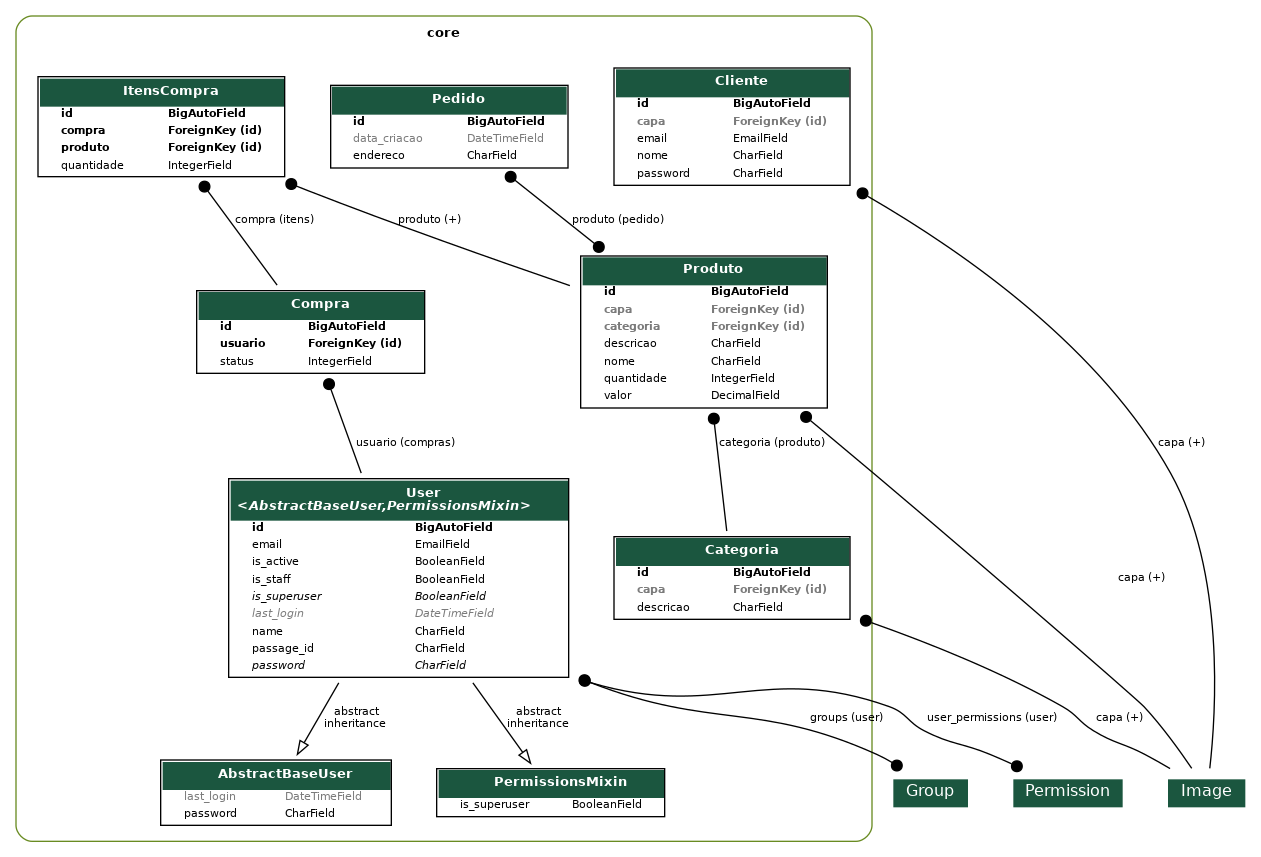 core
ItensCompra
id BigAutoField
compra ForeignKey (id)
produto ForeignKey (id)
quantidade IntegerField
Pedido
id BigAutoField
data_criacao DateTimeField
endereco CharField
Cliente
id BigAutoField
capa ForeignKey (id)
email EmailField
nome CharField
password CharField
compra (itens)
produto (+)
produto (pedido)
Compra
id BigAutoField
usuario ForeignKey (id)
status IntegerField
Produto
id BigAutoField
capa ForeignKey (id)
categoria ForeignKey (id)
descricao CharField
nome CharField
quantidade IntegerField
valor DecimalField
usuario (compras)
categoria (produto)
capa (+)
User
<AbstractBaseUser,PermissionsMixin>
id BigAutoField
email EmailField
is_active BooleanField
is_staff BooleanField
is_superuser BooleanField
last_login DateTimeField
name CharField
passage_id CharField
password CharField
Categoria
id BigAutoField
capa ForeignKey (id)
descricao CharField
capa (+)
abstract
inheritance
abstract
inheritance
groups (user)
user_permissions (user)
capa (+)
AbstractBaseUser
last_login DateTimeField
password CharField
PermissionsMixin
is_superuser BooleanField
Group
Permission
Image